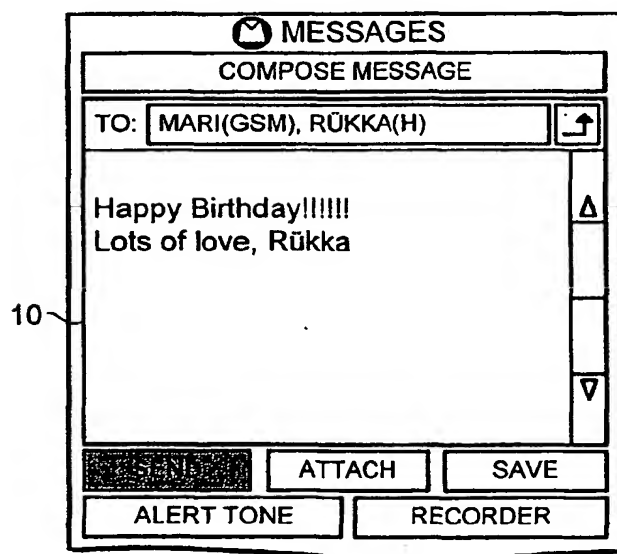 MESSAGES
COMPOSE MESSAGE
TO: MARI(GSM), RÜKKA(H)
Happy Birthday!!!!!!
Lots of love, Rükka
10
SEND ATTACH SAVE
ALERT TONE RECORDER